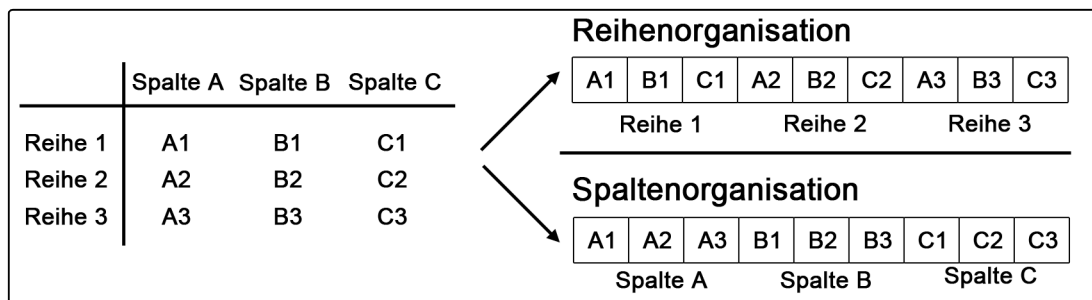 Spalte A Spalte B Spalte C
Reihe 1 A1 B1 C1
Reihe 2 A2 B2 C2
Reihe 3 A3 B3 C3
Reihenorganisation
A1 B1 C1 A2 B2 C2 A3 B3 C3
Reihe 1 Reihe 2 Reihe 3
Spaltenorganisation
A1 A2 A3 B1 B2 B3 C1 C2 C3
Spalte A Spalte B Spalte C